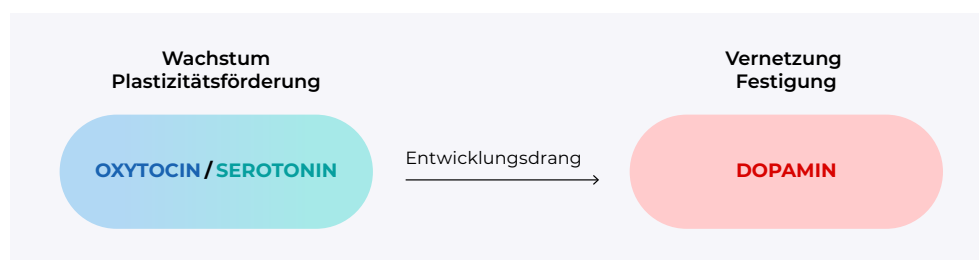 Wachstum
Plastizitätsförderung
OXYTOCIN / SEROTONIN
Entwicklungsdrang
Vernetzung
Festigung
DOPAMIN